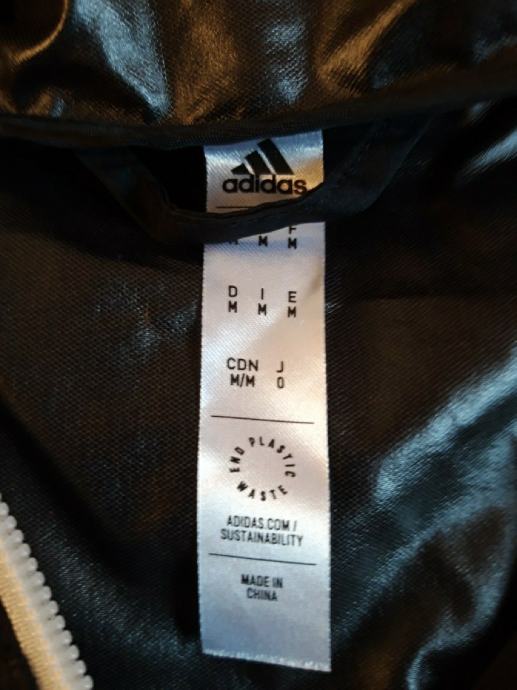 adidas
F
M M M
D I E
M M M
CDN J
M/M O
END PLASTIC WASTE
ADIDAS.COM/
SUSTAINABILITY
MADE IN
CHINA